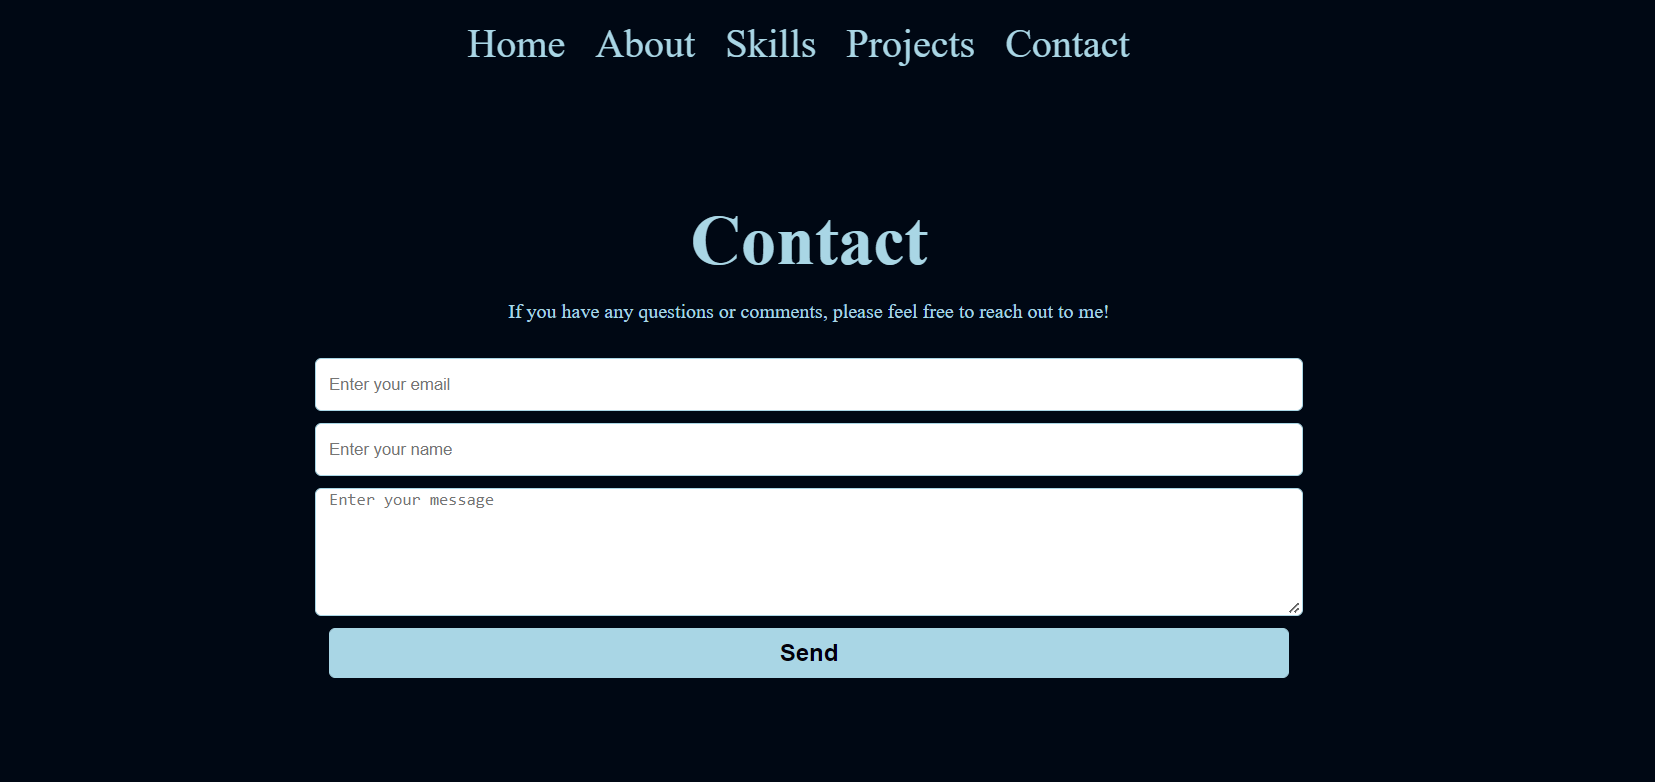 Home About Skills Projects Contact
Contact
If you have any questions or comments, please feel free to reach out to me!
Enter your email
Enter your name
Enter your message
Send